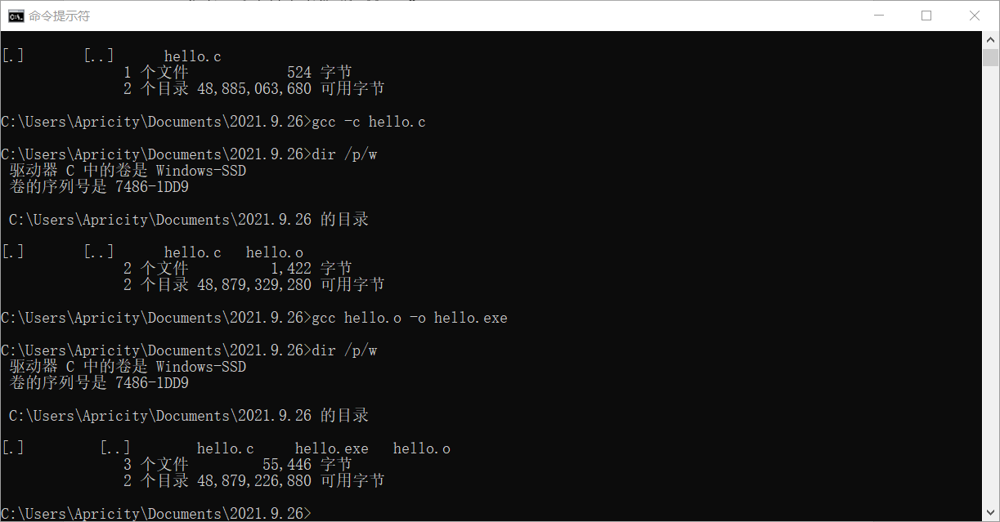 命令提示符
[.] [..] hello.c
1 个文件 524 字节
2 个目录 48,885,063,680 可用字节
C:\Users\Apricity\Documents\2021.9.26>gcc -c hello.c
C:\Users\Apricity\Documents\2021.9.26>dir /p/w
驱动器 C 中的卷是 Windows-SSD
卷的序列号是 7486-1DD9
C:\Users\Apricity\Documents\2021.9.26 的目录
[.] [..] hello.c hello.o
2 个文件 1,422 字节
2 个目录 48,879,329,280 可用字节
C:\Users\Apricity\Documents\2021.9.26>gcc hello.o -o hello.exe
C:\Users\Apricity\Documents\2021.9.26>dir /p/w
驱动器 C 中的卷是 Windows-SSD
卷的序列号是 7486-1DD9
C:\Users\Apricity\Documents\2021.9.26 的目录
[.] [..] hello.c hello.exe hello.o
3 个文件 55,446 字节
2 个目录 48,879,226,880 可用字节
C:\Users\Apricity\Documents\2021.9.26>